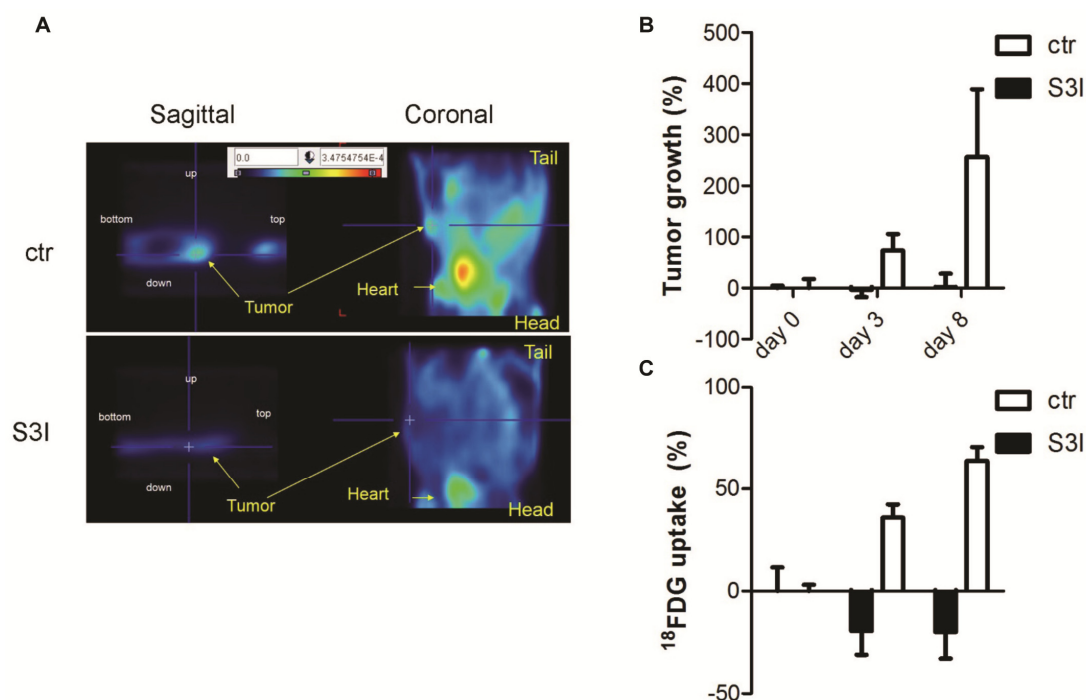 A
Sagittal
Coronal
0.0
3.4754754E-4
Tail
up
bottom
top
ctr
down
Tumor
Heart
Head
Tail
up
bottom
top
S3I
down
Tumor
Heart
Head
B
Tumor growth (%)
500
400
300
200
100
0
-100
day 0
day 3
day 8
ctr
S3I
C
18FDG uptake (%)
100
50
0
-50
ctr
S3I